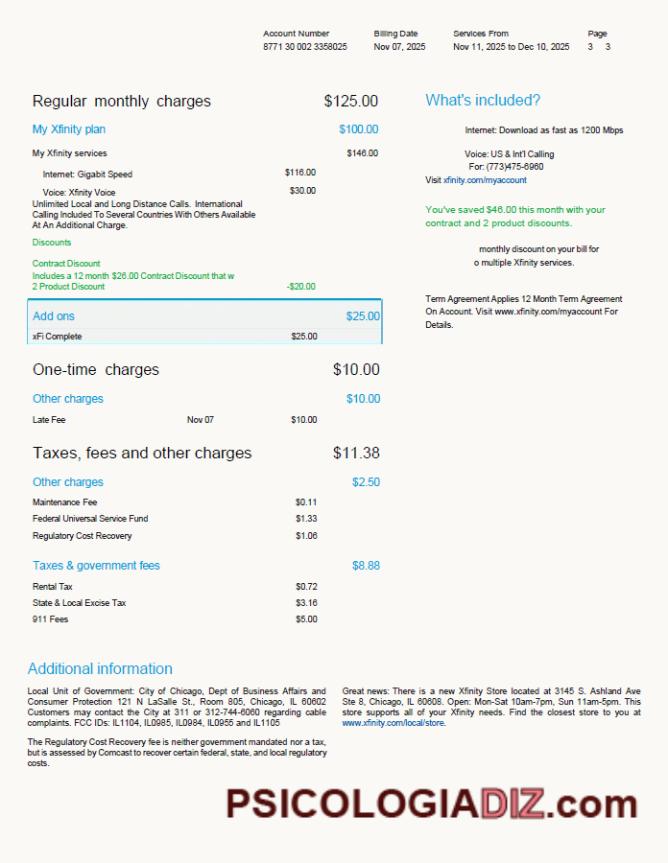 Account Number Billing Date Services From Page
8771 30 002 3358025 Nov 07, 2025 Nov 11, 2025 to Dec 10, 2025 3 3
Regular monthly charges $125.00
My Xfinity plan $100.00
My Xfinity services $146.00
Internet: Gigabit Speed $116.00
Voice: Xfinity Voice $30.00
Unlimited Local and Long Distance Calls. International
Calling Included To Several Countries With Others Available
At An Additional Charge.
Discounts
Contract Discount
Includes a 12 month $26.00 Contract Discount that w
2 Product Discount -$20.00
Add ons $25.00
xFi Complete $25.00
One-time charges $10.00
Other charges $10.00
Late Fee Nov 07 $10.00
Taxes, fees and other charges $11.38
Other charges $2.50
Maintenance Fee $0.11
Federal Universal Service Fund $1.33
Regulatory Cost Recovery $1.06
Taxes & government fees $8.88
Rental Tax $0.72
State & Local Excise Tax $3.16
911 Fees $5.00
What's included?
Internet: Download as fast as 1200 Mbps
Voice: US & Int'l Calling
For: (773)475-6960
Visit xfinity.com/myaccount
You've saved $46.00 this month with your
contract and 2 product discounts.
monthly discount on your bill for
o multiple Xfinity services.
Term Agreement Applies 12 Month Term Agreement
On Account. Visit www.xfinity.com/myaccount For
Details.
Additional information
Local Unit of Government: City of Chicago, Dept of Business Affairs and
Consumer Protection 121 N LaSalle St., Room 805, Chicago, IL 60602
Customers may contact the City at 311 or 312-744-6060 regarding cable
complaints. FCC IDs: IL1104, IL0985, IL0984, IL0955 and IL1105
The Regulatory Cost Recovery fee is neither government mandated nor a tax,
but is assessed by Comcast to recover certain federal, state, and local regulatory
costs.
Great news: There is a new Xfinity Store located at 3145 S. Ashland Ave
Ste 8, Chicago, IL 60608. Open: Mon-Sat 10am-7pm, Sun 11am-5pm. This
store supports all of your Xfinity needs. Find the closest store to you at
www.xfinity.com/local/store.
PSICOLOGIADIZ.com